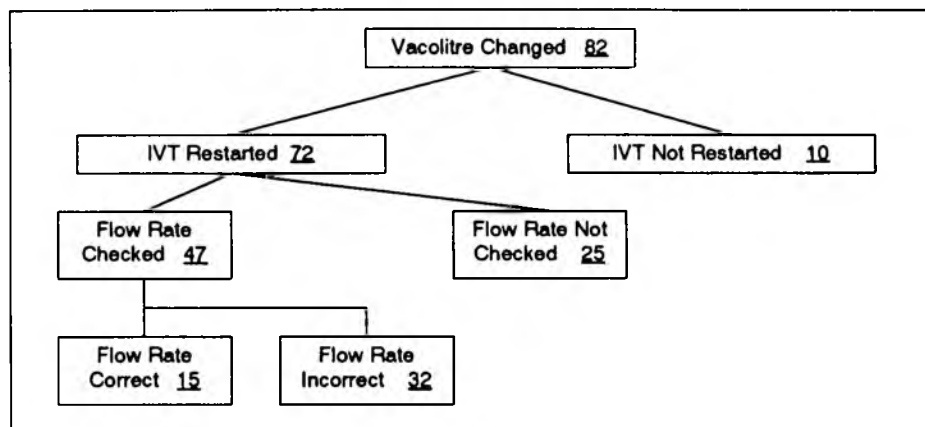 Vacolitre Changed 82
IVT Restarted 72
IVT Not Restarted 10
Flow Rate
Checked 47
Flow Rate Not
Checked 25
Flow Rate
Correct 15
Flow Rate
Incorrect 32